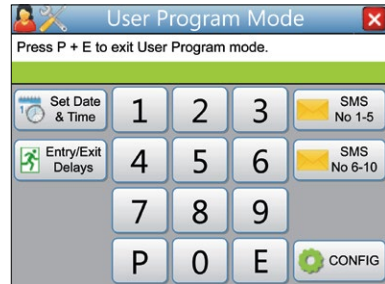 User Program Mode
Press P + E to exit User Program mode.
Set Date
& Time
1
2
3
SMS
No 1-5
Entry/Exit
Delays
4
5
6
SMS
No 6-10
7
8
9
P
0
E
CONFIG